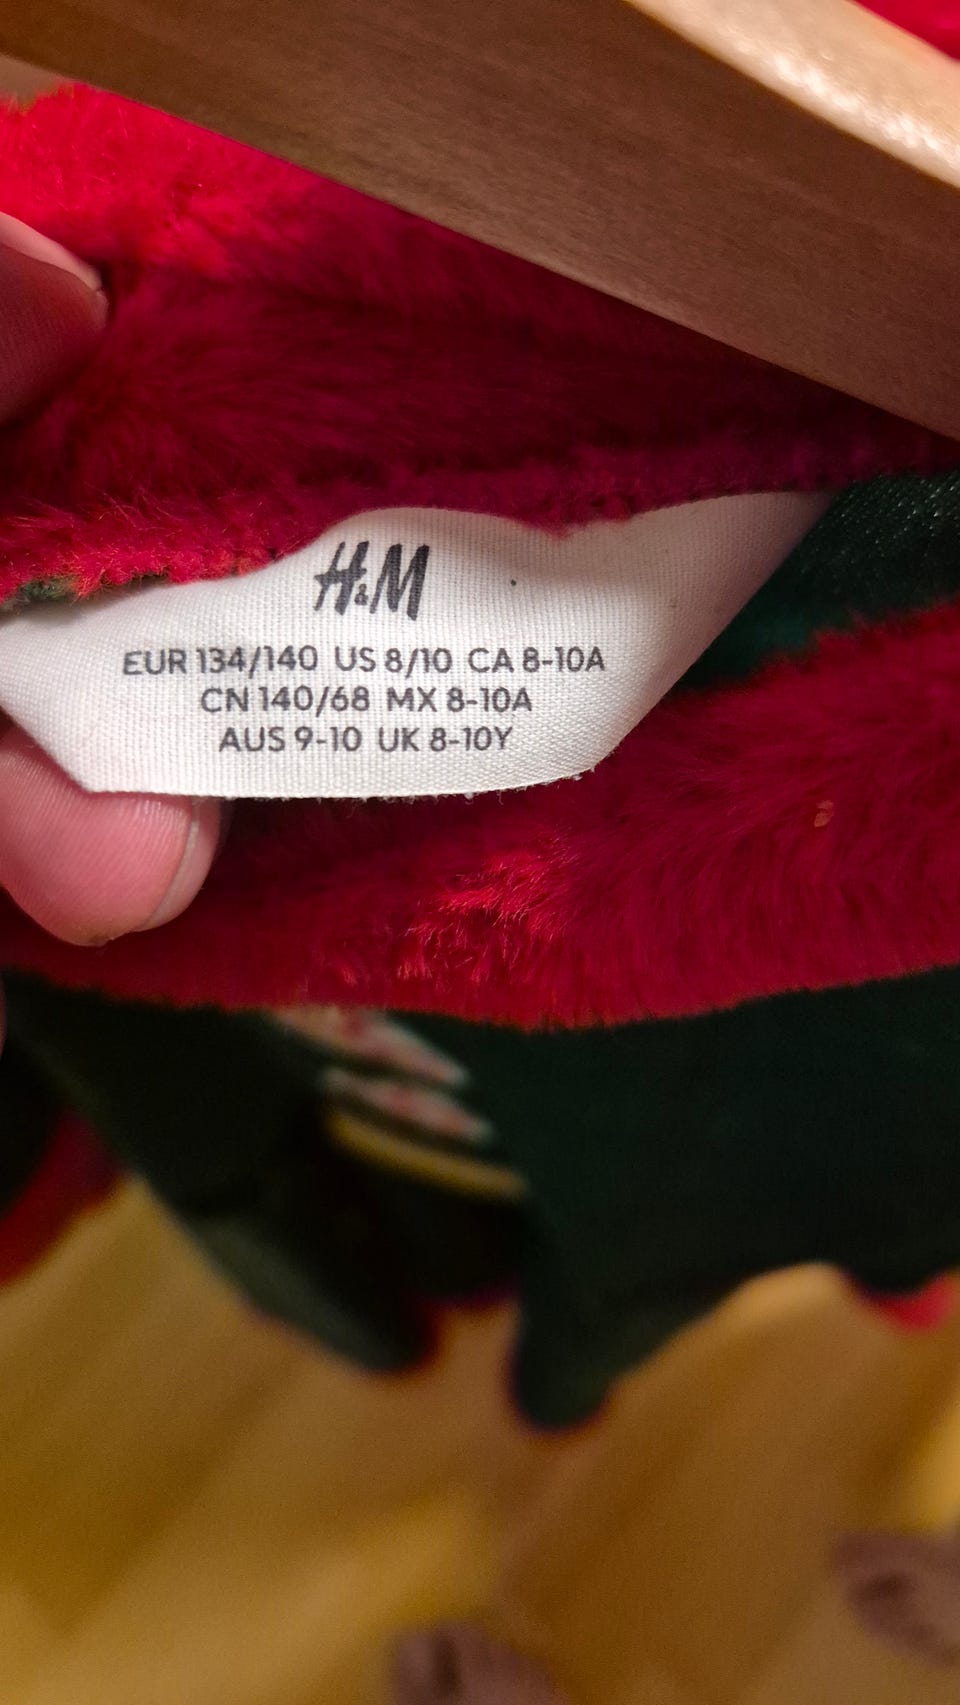 H&M
EUR 134/140 US 8/10 CA 8-10A
CN 140/68 MX 8-10A
AUS 9-10 UK 8-10Y